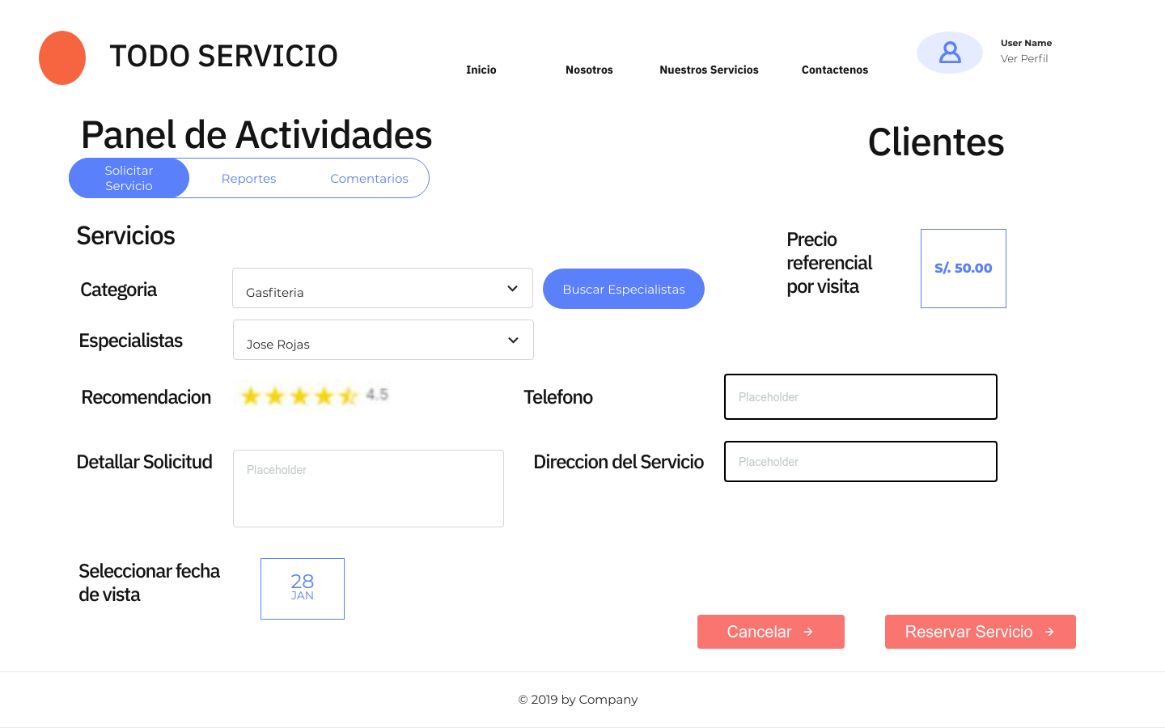 TODO SERVICIO
Inicio
Nosotros
Nuestros Servicios
Contactenos
User Name
Ver Perfil
Panel de Actividades
Clientes
Solicitar
Servicio
Reportes
Comentarios
Servicios
Precio
referencial
por visita
S/. 50.00
Categoria
Gasfiteria
Buscar Especialistas
Especialistas
Jose Rojas
Recomendacion
4.5
Telefono
Placeholder
Detallar Solicitud
Placeholder
Direccion del Servicio
Placeholder
Seleccionar fecha
de vista
28
JAN
Cancelar
Reservar Servicio
© 2019 by Company